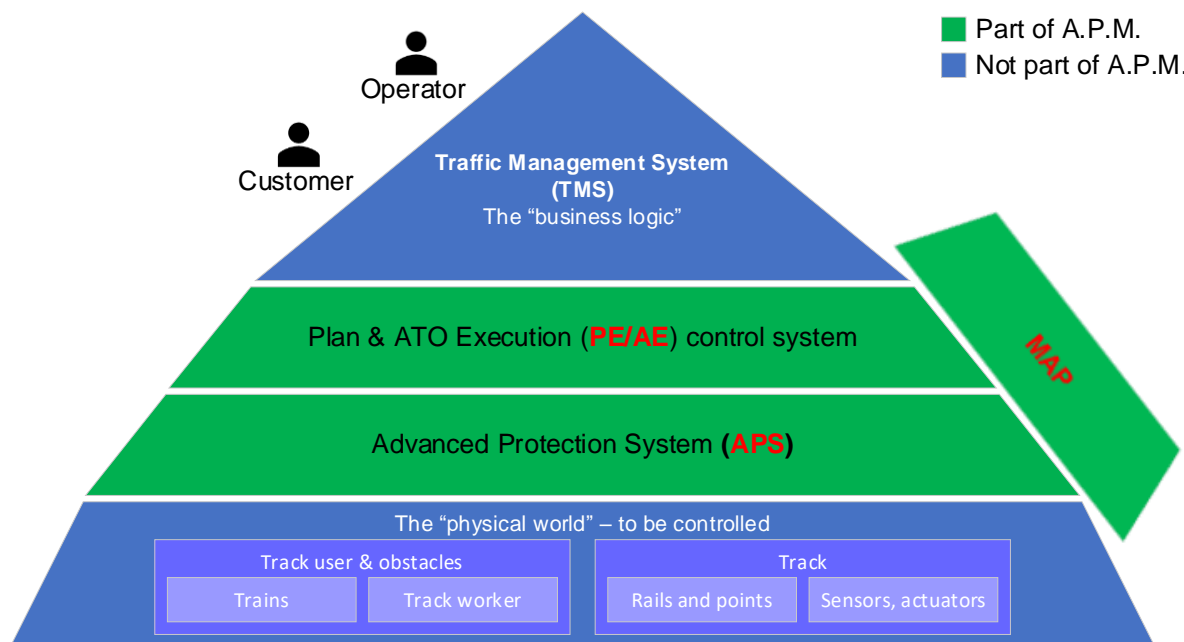 Part of A.P.M.
Not part of A.P.M.
Operator
Customer
Traffic Management System
(TMS)
The “business logic”
Plan & ATO Execution (PE/AE) control system
MAP
Advanced Protection System (APS)
The “physical world” – to be controlled
Track user & obstacles
Trains
Track worker
Track
Rails and points
Sensors, actuators